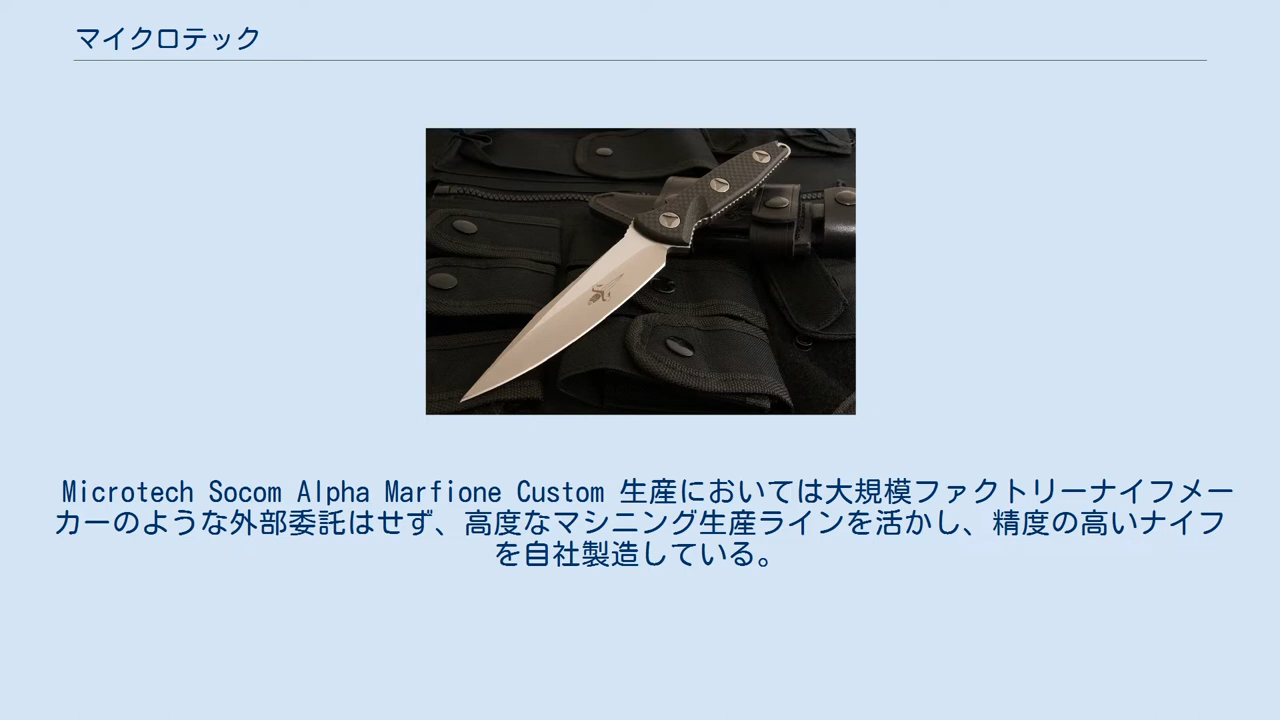 マイクロテック
Microtech Socom Alpha Marfione Custom 生産においては大規模ファクトリーナイフメー
カーのような外部委託はせず、高度なマシニング生産ラインを活かし、精度の高いナイフ
を自社製造している。